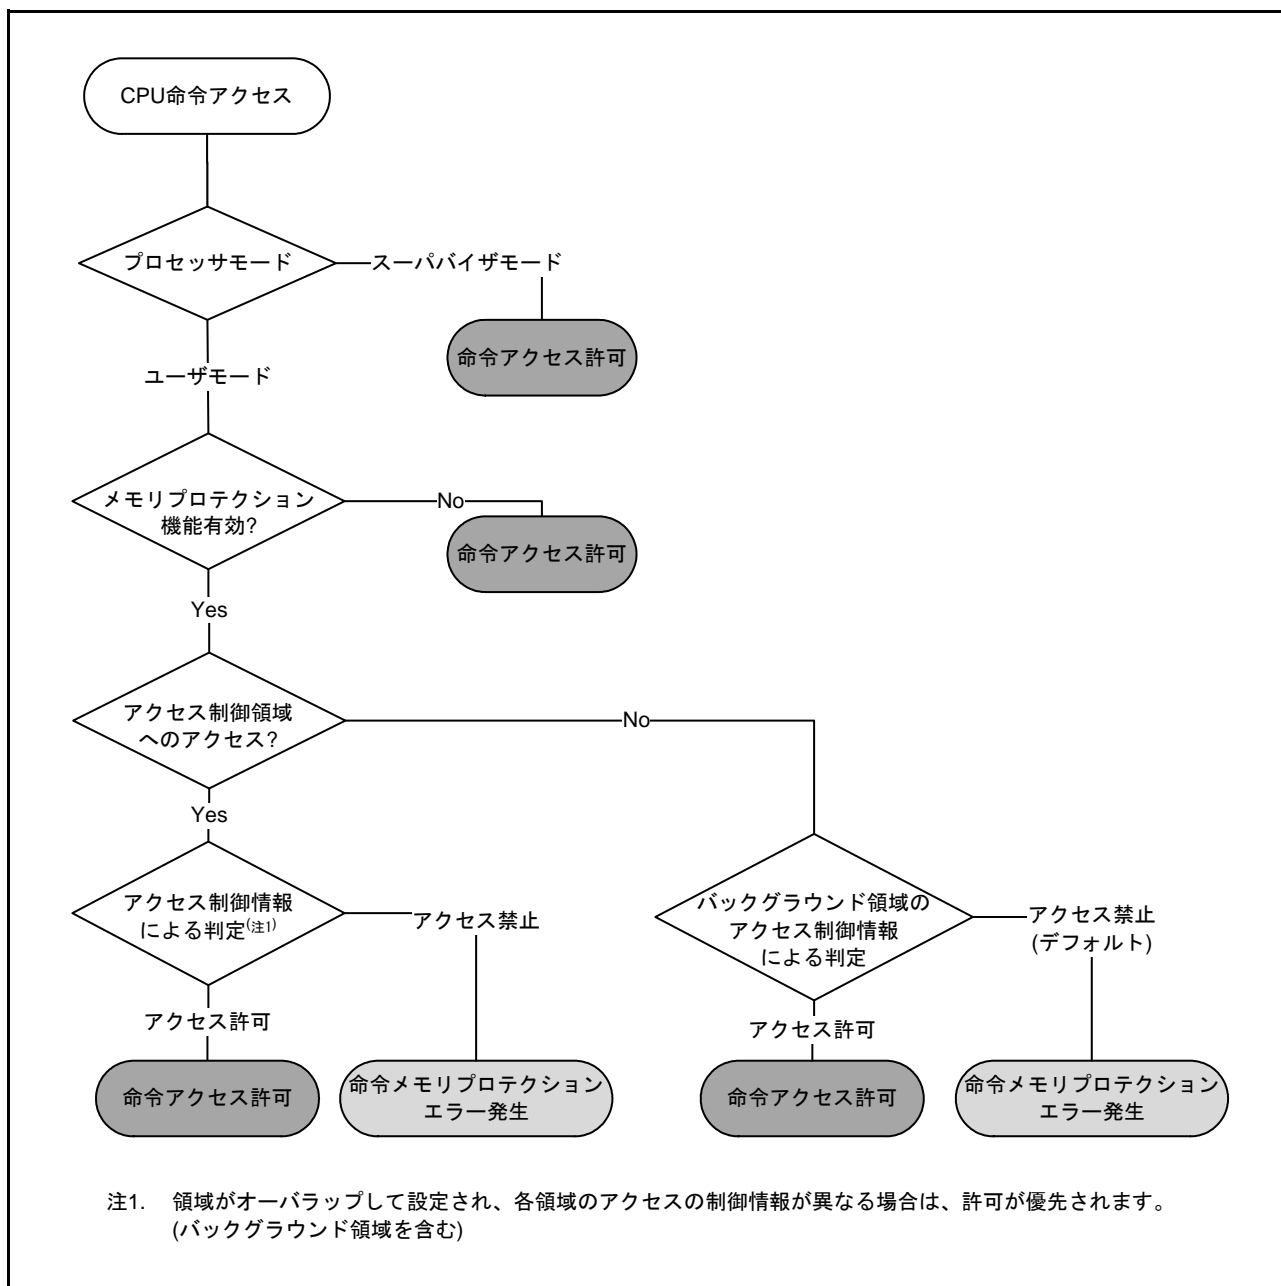 CPU命令アクセス
プロセッサモード
スーパバイザモード
命令アクセス許可
ユーザモード
メモリプロテクション
機能有効?
No
命令アクセス許可
Yes
アクセス制御領域
へのアクセス?
No
Yes
アクセス制御情報
による判定(注1)
アクセス禁止
バックグラウンド領域の
アクセス制御情報
による判定
アクセス禁止
(デフォルト)
アクセス許可
アクセス許可
命令アクセス許可
命令メモリプロテクション
エラー発生
命令アクセス許可
命令メモリプロテクション
エラー発生
注1. 領域がオーバラップして設定され、各領域のアクセスの制御情報が異なる場合は、許可が優先されます。
(バックグラウンド領域を含む)